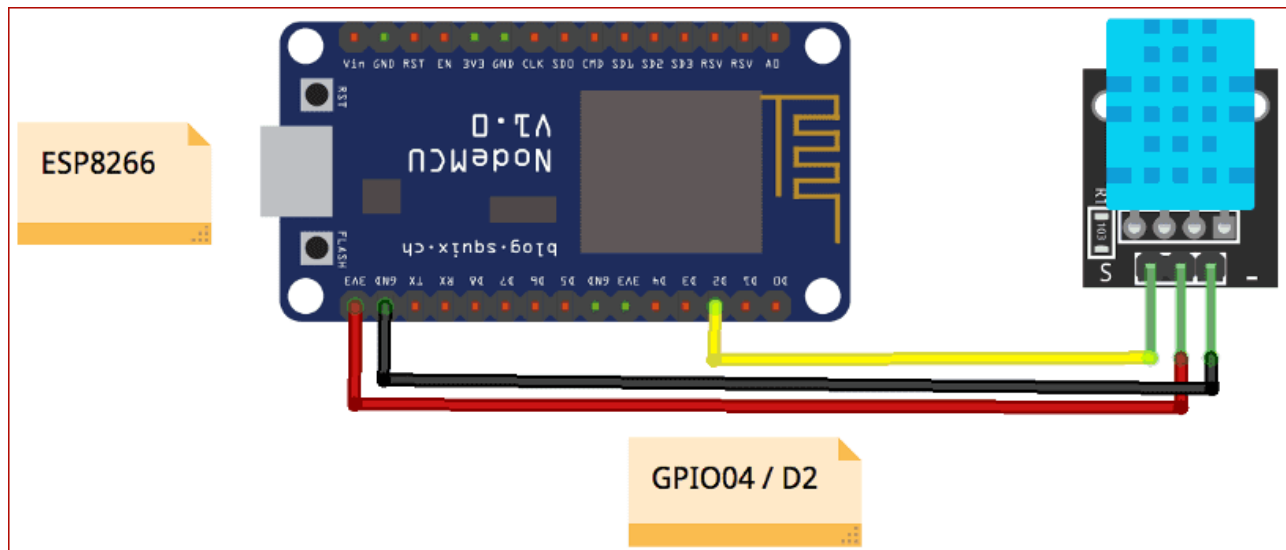 Vin GND RST EN 3V3 GND CLK SD0 CMD SD1 SD2 SD3 RSV RSV A0
RST
V1.0
NodeMCU
ESP8266
FLASH
blog.squix.ch
3V3 GND TX RX D8 D7 D6 D5 GND 3V3 D4 D3 D2 D1 D0
R1
103
S
-
GPIO04 / D2